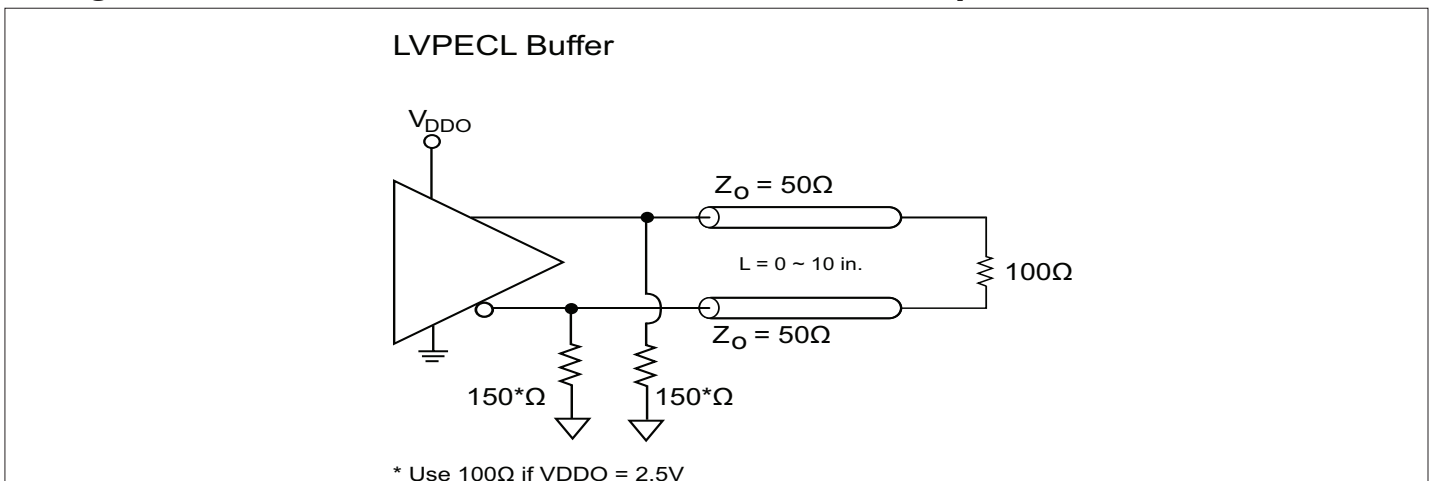 LVPECL Buffer
VDDO
ZO = 50Ω
L = 0 ~ 10 in.
100Ω
ZO = 50Ω
150*Ω
150*Ω
* Use 100Ω if VDDO = 2.5V